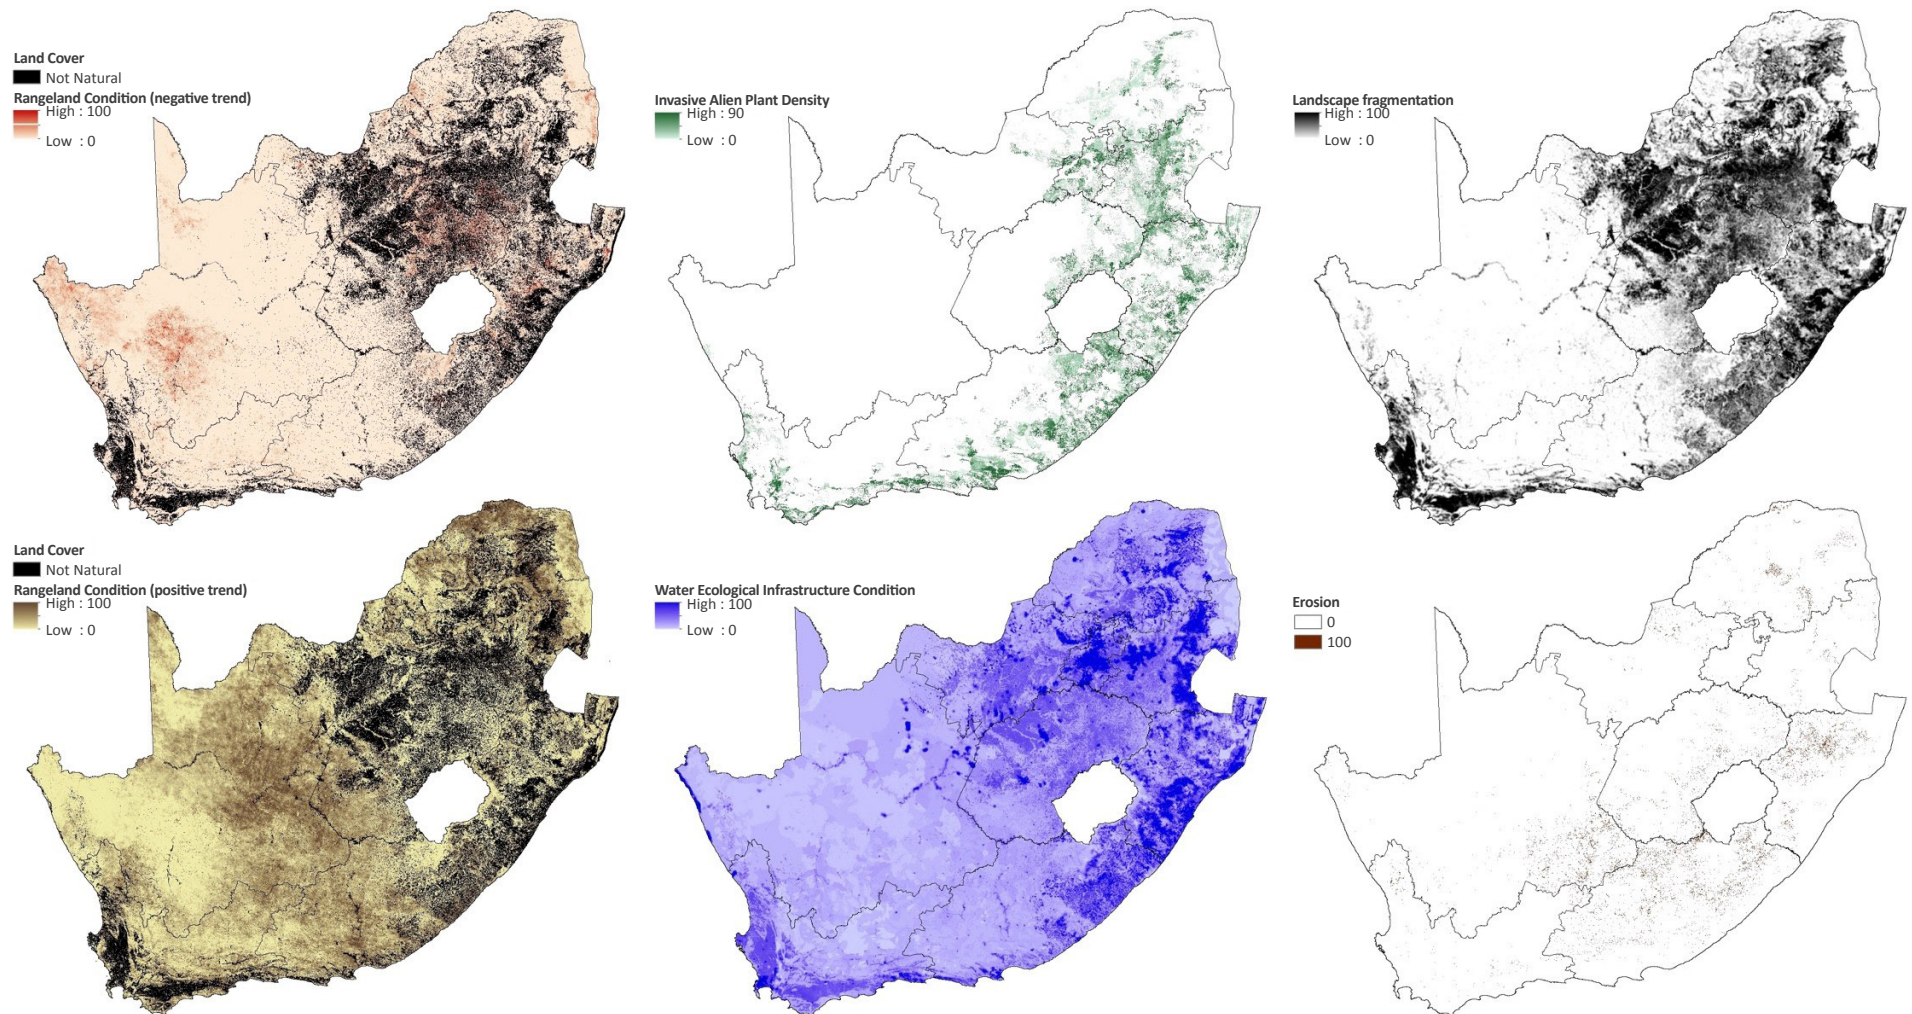 Land Cover
Not Natural
Rangeland Condition (negative trend)
High : 100
Low : 0
Invasive Alien Plant Density
High : 90
Low : 0
Landscape fragmentation
High : 100
Low : 0
Land Cover
Not Natural
Rangeland Condition (positive trend)
High : 100
Low : 0
Water Ecological Infrastructure Condition
High : 100
Low : 0
Erosion
0
100